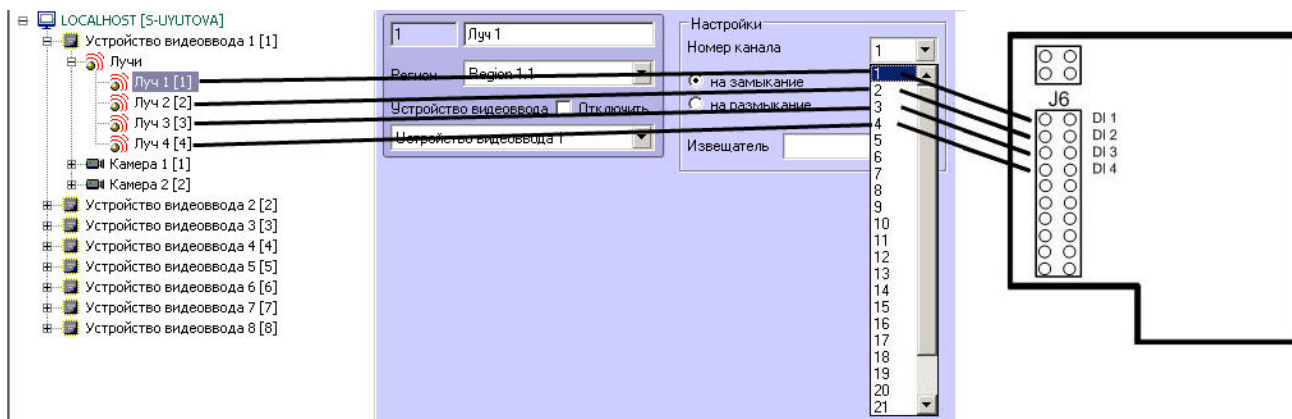 LOCALHOST [S-UYUTOVA]
Устройство видеоввода 1 [1]
Лучи
Луч 1 [1]
Луч 2 [2]
Луч 3 [3]
Луч 4 [4]
Камера 1 [1]
Камера 2 [2]
Устройство видеоввода 2 [2]
Устройство видеоввода 3 [3]
Устройство видеоввода 4 [4]
Устройство видеоввода 5 [5]
Устройство видеоввода 6 [6]
Устройство видеоввода 7 [7]
Устройство видеоввода 8 [8]
1 Луч 1
Регион Region 1.1
Устройство видеоввода Отключить
Устройство видеоввода 1
Настройки
Номер канала 1
на замыкание
на размыкание
Извещатель
1
2
3
4
5
6
7
8
9
10
11
12
13
14
15
16
17
18
19
20
21
J6
DI 1
DI 2
DI 3
DI 4